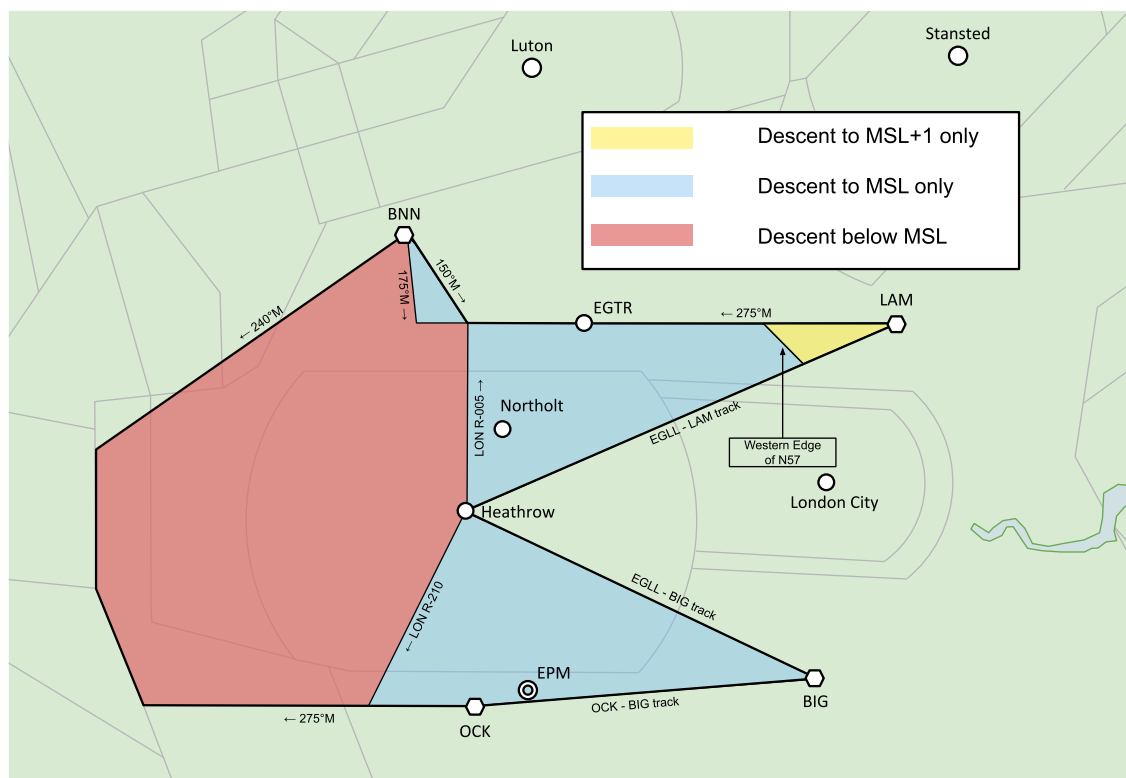 Luton
Stansted
Descent to MSL+1 only
Descent to MSL only
Descent below MSL
BNN
175°M →
150°M →
← 240°M
EGTR
← 275°M
LAM
LON R-005 →
Northolt
EGLL - LAM track
Western Edge
of N57
London City
Heathrow
EGLL - BIG track
← LON R-210
EPM
OCK - BIG track
BIG
← 275°M
OCK